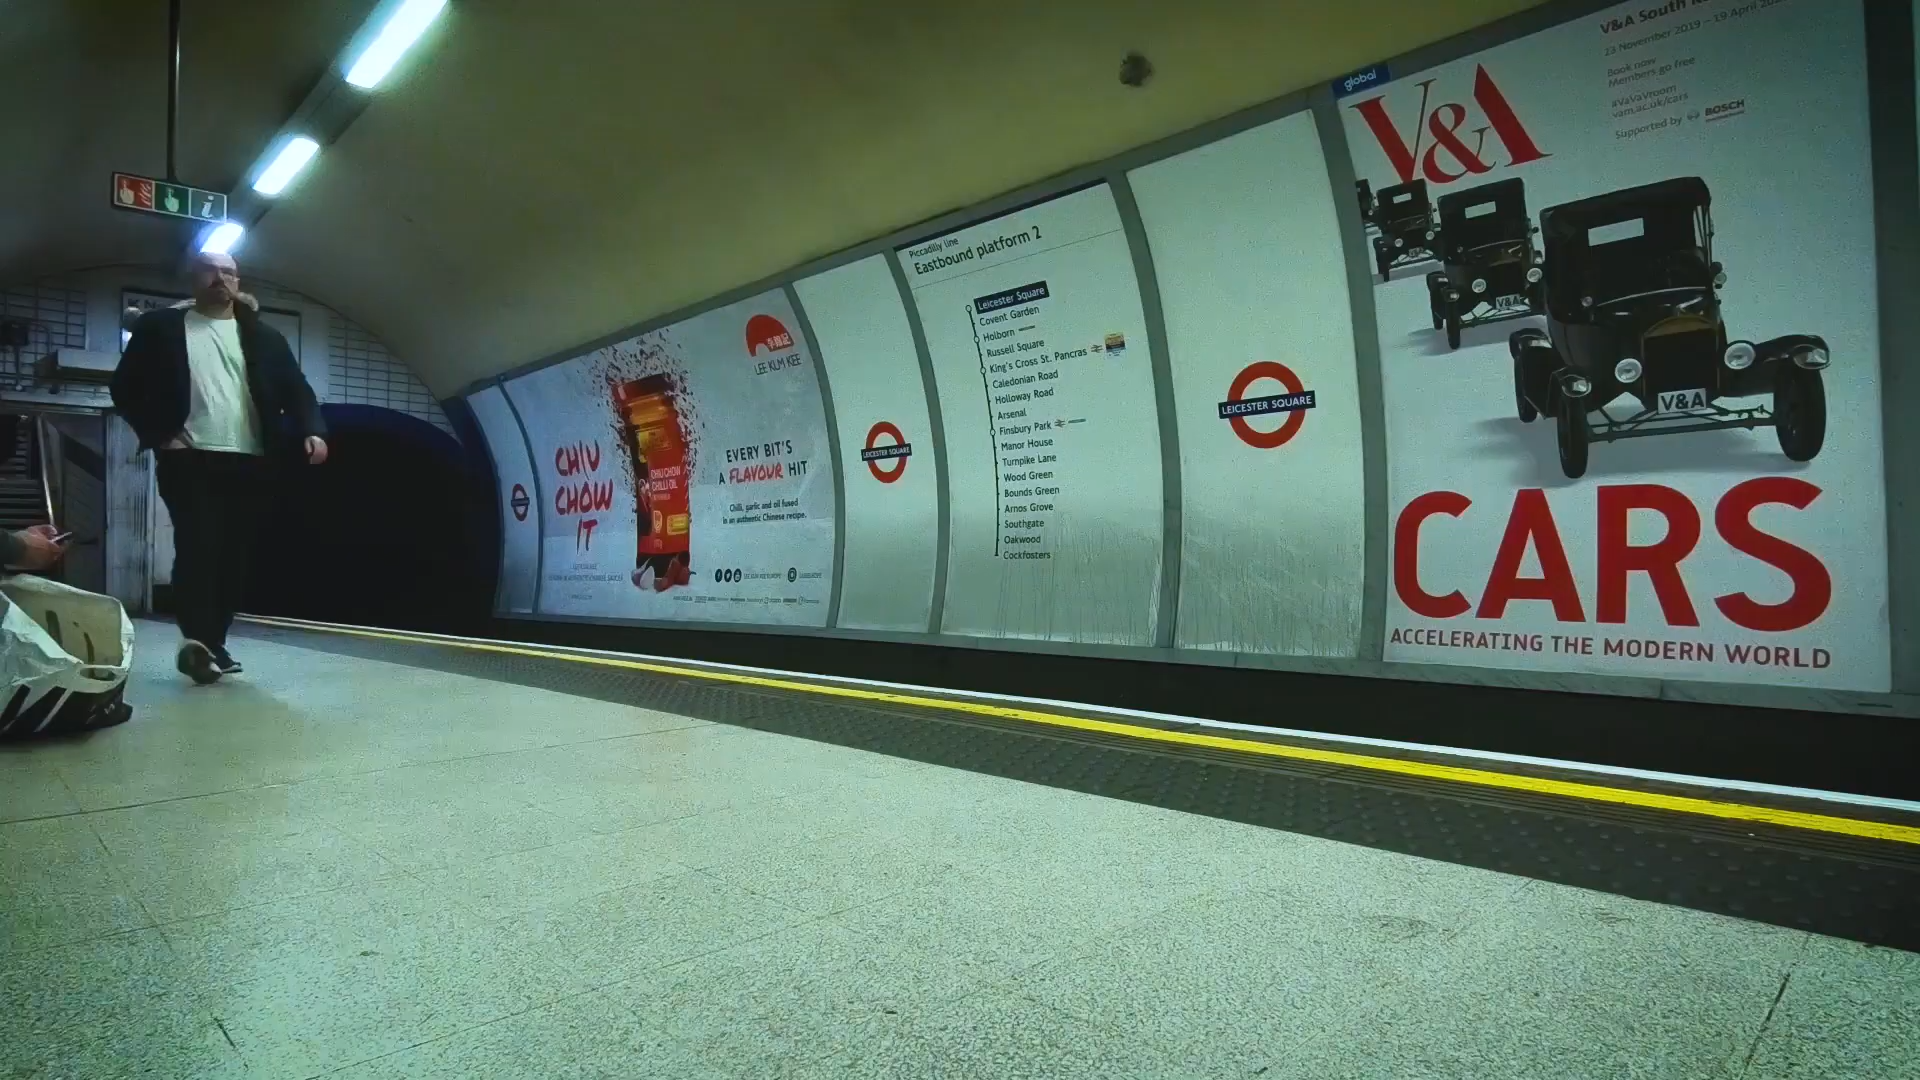 CHIU
CHOW
IT
李錦記
LEE KUM KEE
CHIU CHOW
CHILLI OIL
EVERY BIT'S
A FLAVOUR HIT
Chilli, garlic and oil fused
in an authentic Chinese recipe.
LEICESTER SQUARE
Piccadilly line
Eastbound platform 2
Leicester Square
Covent Garden
Holborn
Russell Square
King's Cross St. Pancras
Caledonian Road
Holloway Road
Arsenal
Finsbury Park
Manor House
Turnpike Lane
Wood Green
Bounds Green
Arnos Grove
Southgate
Oakwood
Cockfosters
LEICESTER SQUARE
global
V&A
V&A South
23 November 2019 – 19 April
Book now
Members go free
#VaVaVroom
vam.ac.uk/cars
Supported by BOSCH
V&A
V&A
CARS
ACCELERATING THE MODERN WORLD